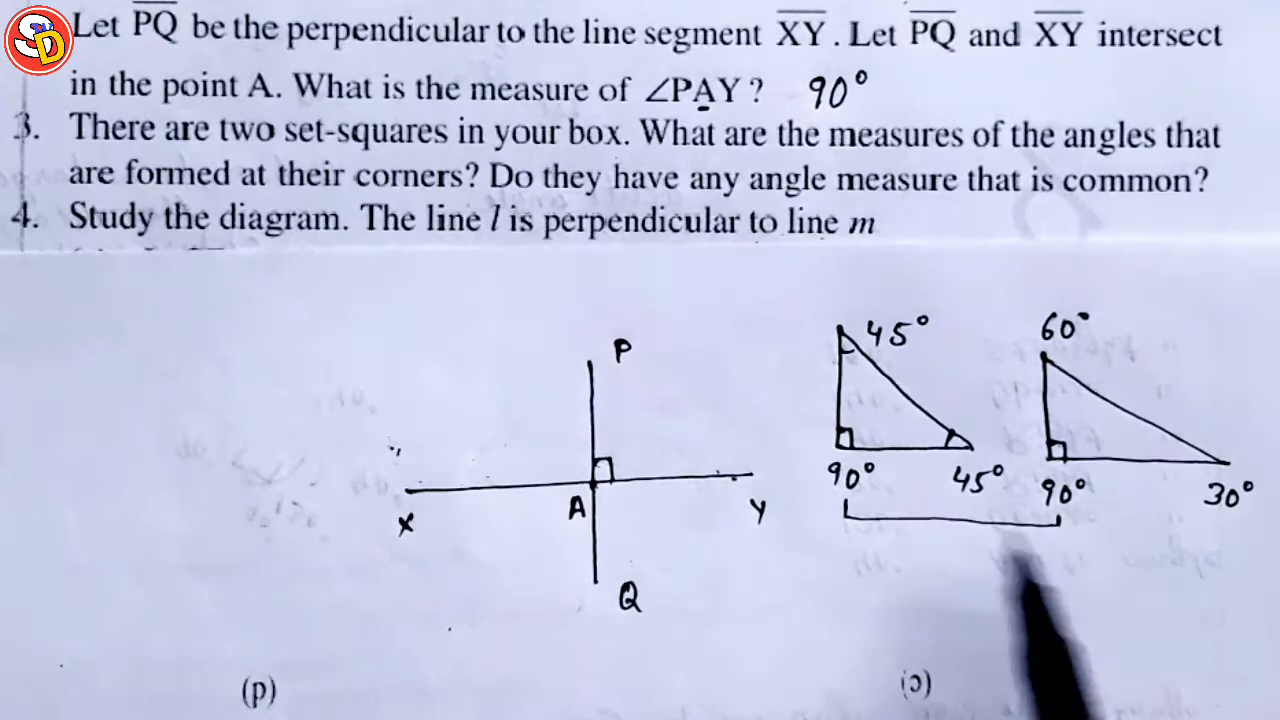 SD
Let PQ be the perpendicular to the line segment XY. Let PQ and XY intersect
in the point A. What is the measure of ∠PAY? 90°
3. There are two set-squares in your box. What are the measures of the angles that
are formed at their corners? Do they have any angle measure that is common?
4. Study the diagram. The line l is perpendicular to line m
P
45°
60°
X
A
Y
90°
45°
90°
30°
Q
(p)
(c)